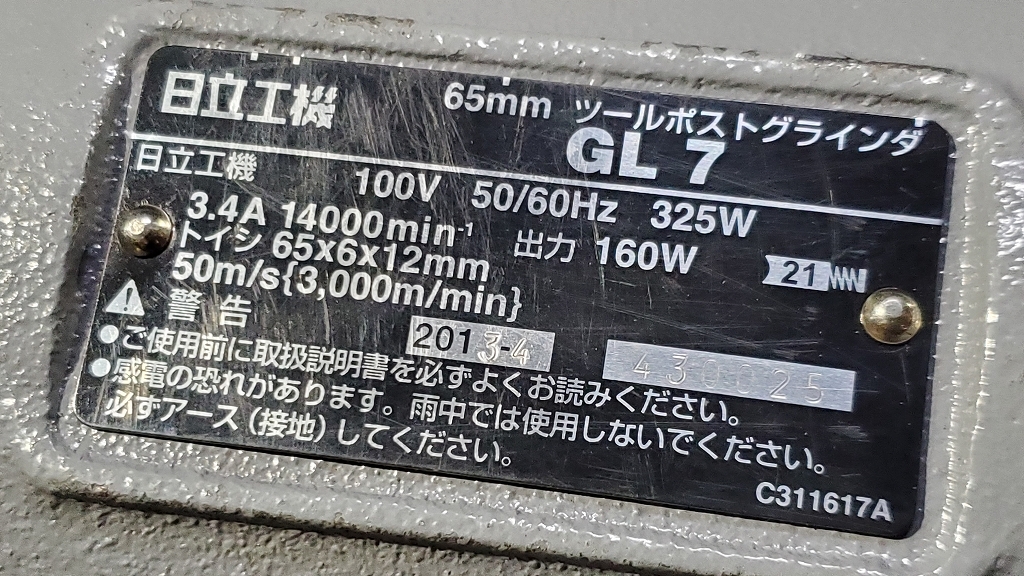 日立工機
65mm ツールポストグラインダ
GL 7
日立工機 100V 50/60Hz 325W
3.4A 14000min-1 出力 160W
トイシ 65x6x12mm
50m/s{3,000m/min}
21
警告
2013-4
430025
●ご使用前に取扱説明書を必ずよくお読みください。
●感電の恐れがあります。雨中では使用しないでください。
必ずアース(接地)してください。
C311617A